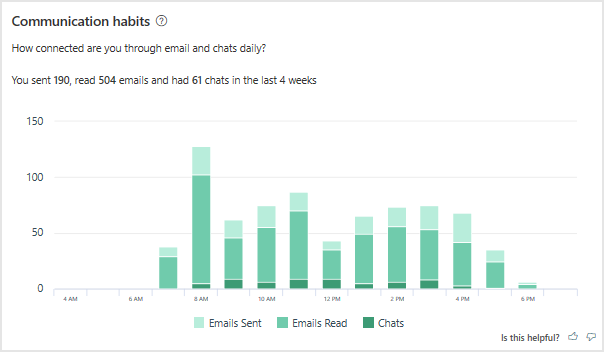 Communication habits ?
How connected are you through email and chats daily?
You sent 190, read 504 emails and had 61 chats in the last 4 weeks
150
100
50
0
4 AM 6 AM 8 AM 10 AM 12 PM 2 PM 4 PM 6 PM
Emails Sent Emails Read Chats
Is this helpful?